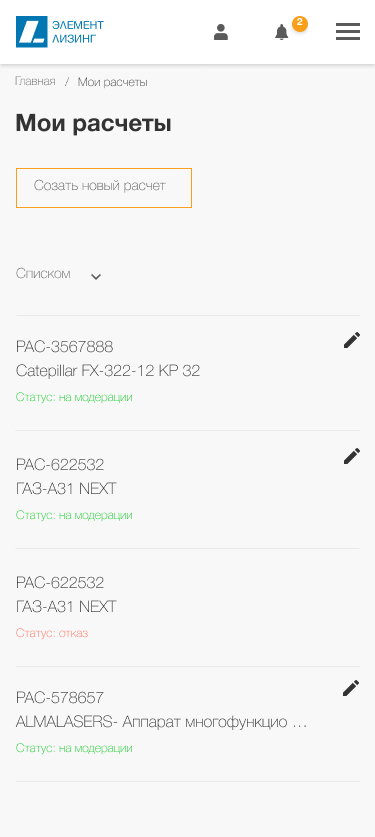 ЭЛЕМЕНТ
ЛИЗИНГ
2
Главная / Мои расчеты
Мои расчеты
Созать новый расчет
Списком
РАС-3567888
Catepillar FX-322-12 KP 32
Статус: на модерации
РАС-622532
ГАЗ-А31 NEXT
Статус: на модерации
РАС-622532
ГАЗ-А31 NEXT
Статус: отказ
РАС-578657
ALMALASERS- Аппарат многофункцио ...
Статус: на модерации